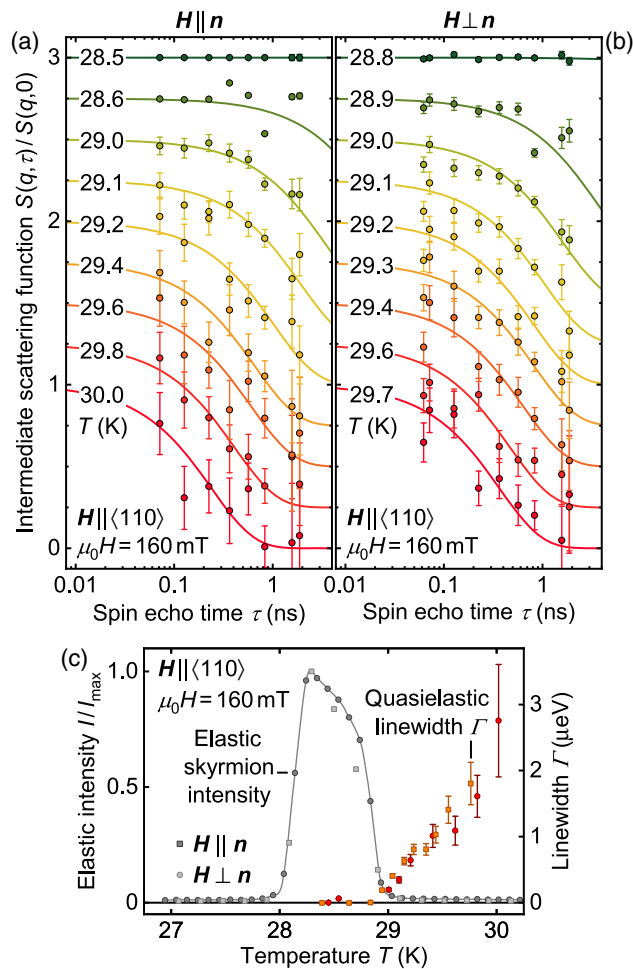 H || n
H ⊥ n
(a)
(b)
Intermediate scattering function S(q,τ)/S(q,0)
3
2
1
0
28.5
28.6
29.0
29.1
29.2
29.4
29.6
29.8
30.0
T (K)
H||⟨110⟩
μ0H = 160 mT
28.8
28.9
29.0
29.1
29.2
29.3
29.4
29.6
29.7
T (K)
H||⟨110⟩
μ0H = 160 mT
0.01 0.1 1
0.01 0.1 1
Spin echo time τ (ns)
Spin echo time τ (ns)
(c)
Elastic intensity I/Imax
1.0
0.5
0
H||⟨110⟩
μ0H = 160 mT
Elastic
skyrmion
intensity
H || n
H ⊥ n
Quasielastic
linewidth Γ
3
2
1
0
Linewidth Γ (μeV)
27 28 29 30
Temperature T (K)